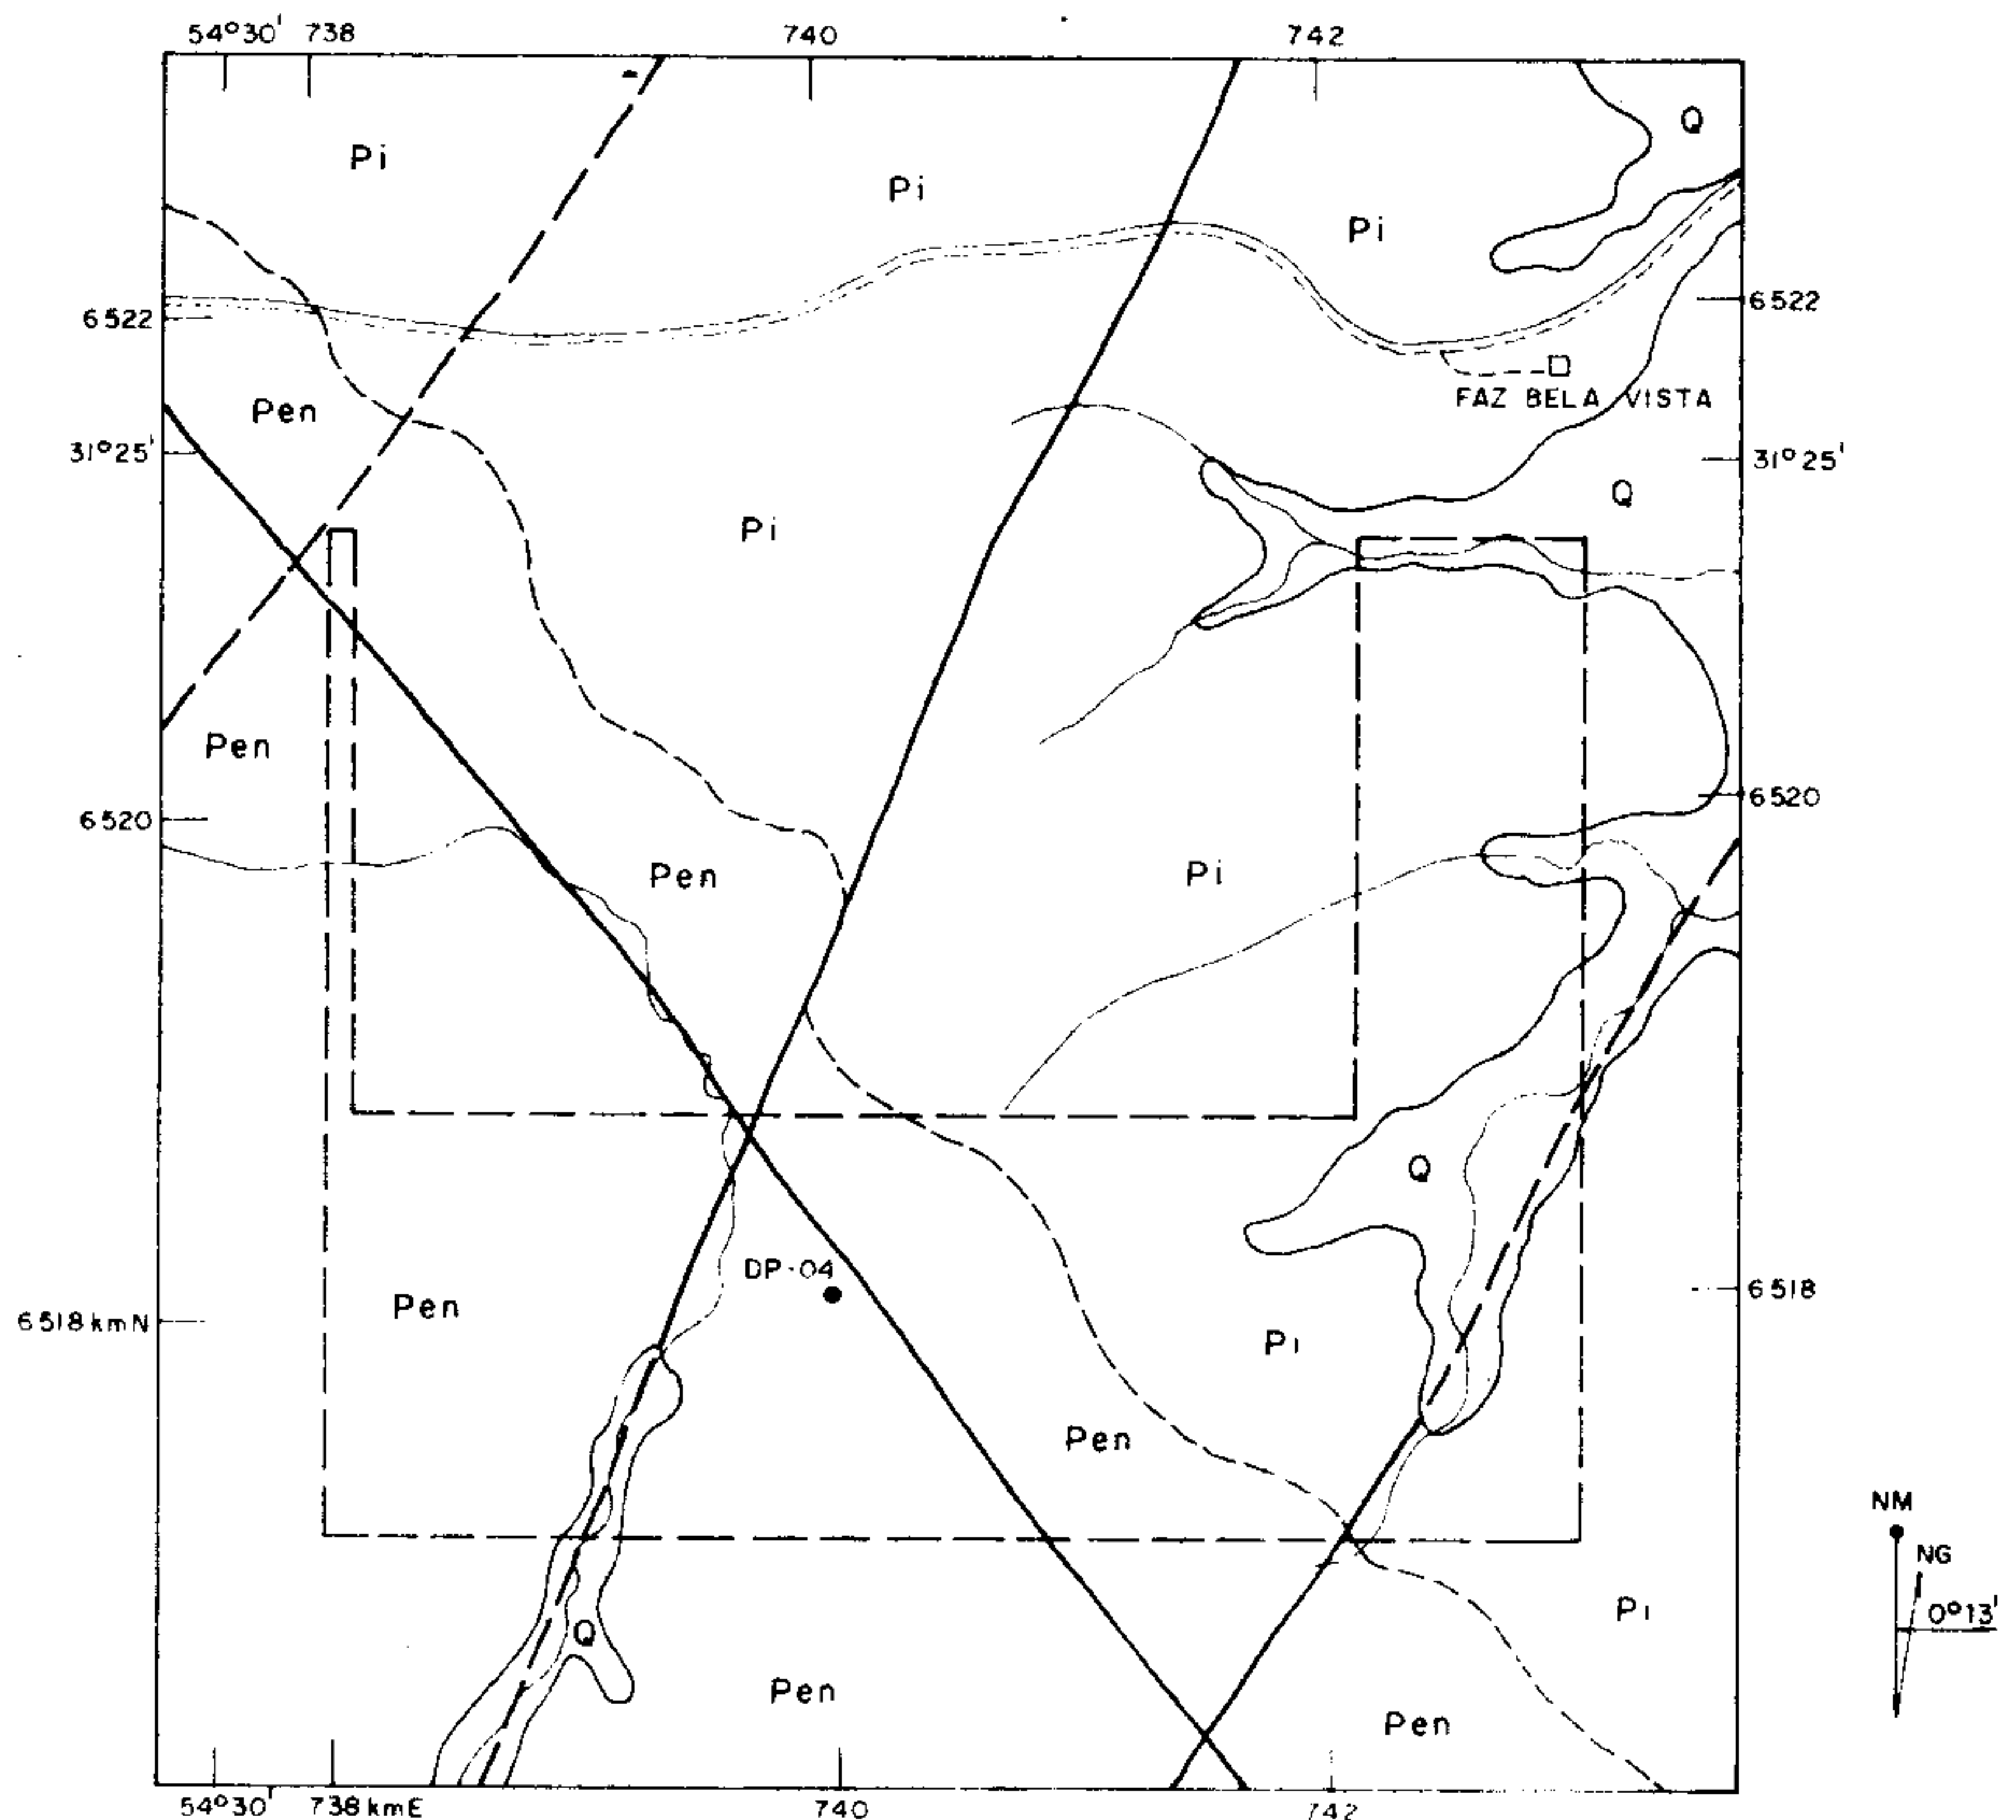 54°30' 738 740 742
Q
Pi
Pi
Pi
6522
6522
FAZ BELA VISTA
Pen
31°25'
31°25'
Q
Pi
Pen
6520
6520
Pen
Pi
Q
DP-04
6518
Pen
6518 kmN
Pi
Pen
NM
NG
0°13'
Pi
Q
Pen
Pen
54°30' 738 kmE 740 742